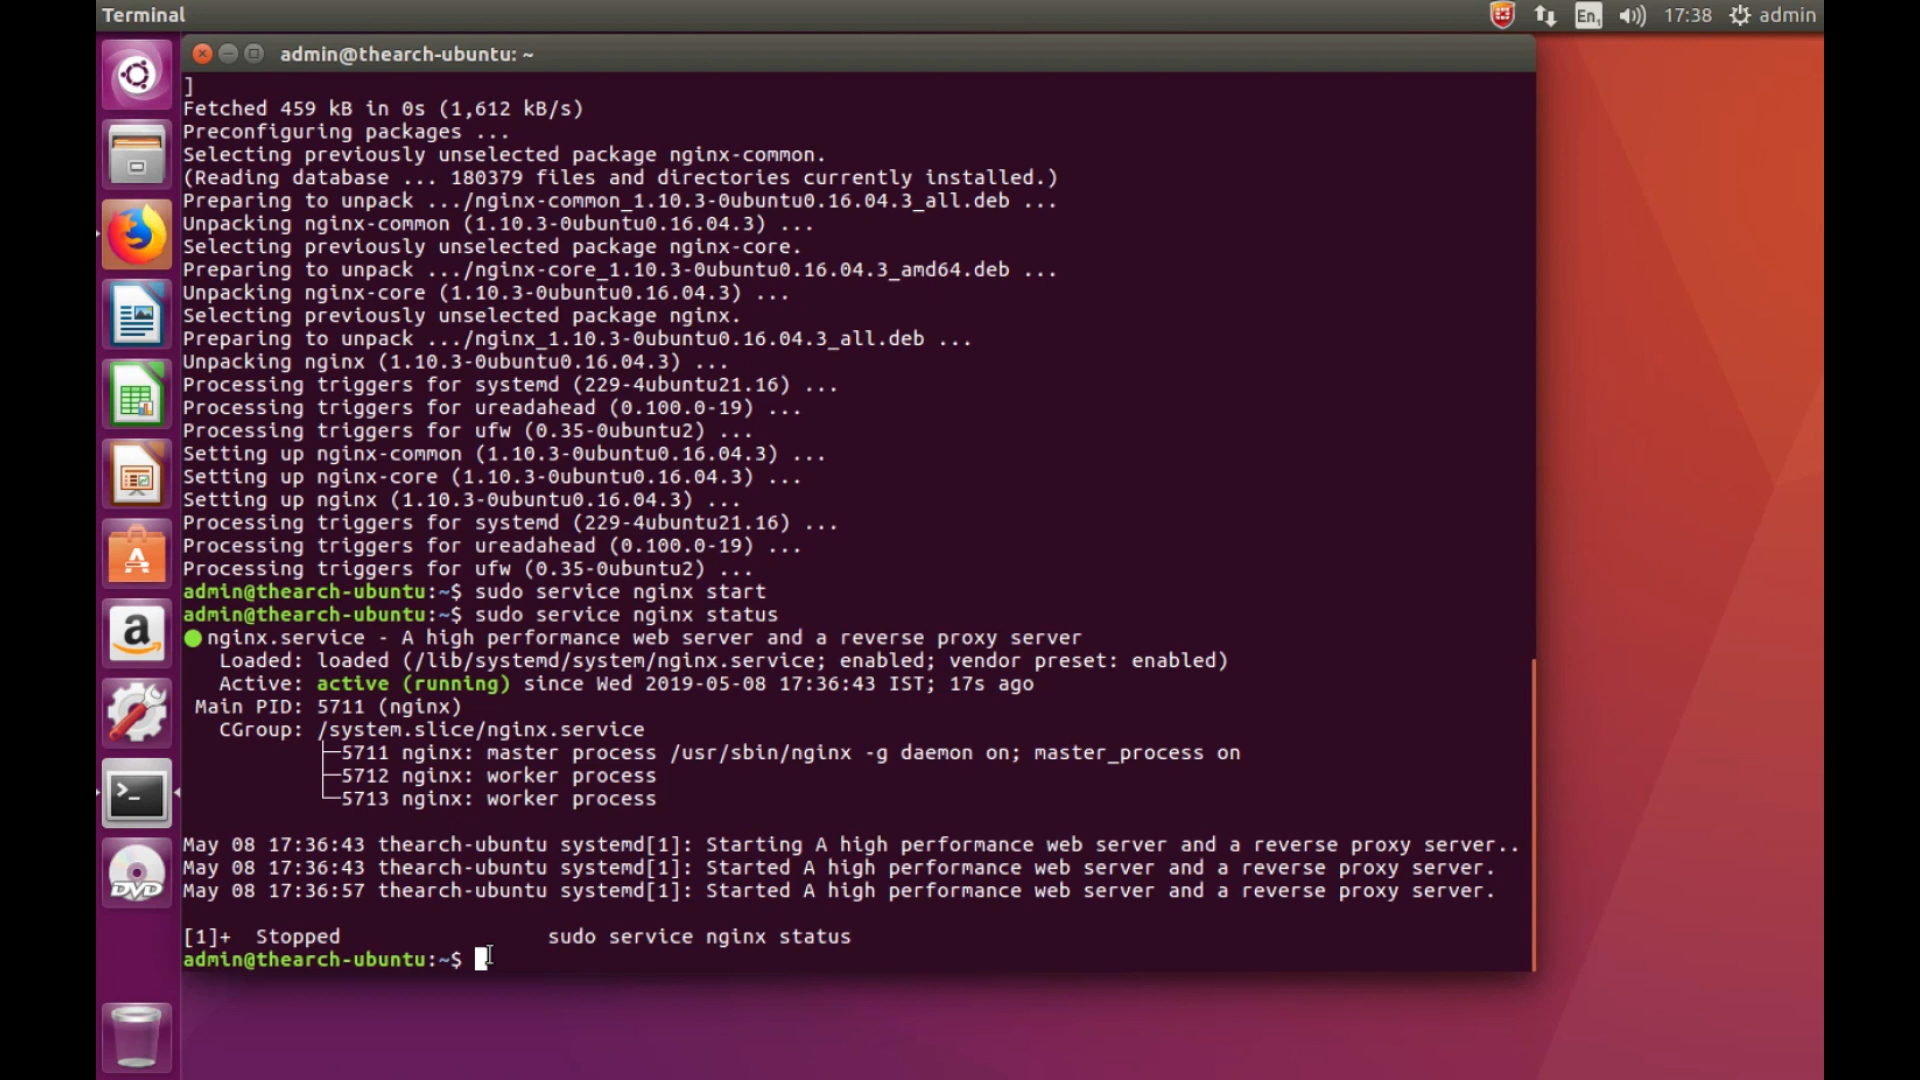 Terminal
En1
17:38
admin
admin@thearch-ubuntu: ~
]
Fetched 459 kB in 0s (1,612 kB/s)
Preconfiguring packages ...
Selecting previously unselected package nginx-common.
(Reading database ... 180379 files and directories currently installed.)
Preparing to unpack .../nginx-common_1.10.3-0ubuntu0.16.04.3_all.deb ...
Unpacking nginx-common (1.10.3-0ubuntu0.16.04.3) ...
Selecting previously unselected package nginx-core.
Preparing to unpack .../nginx-core_1.10.3-0ubuntu0.16.04.3_amd64.deb ...
Unpacking nginx-core (1.10.3-0ubuntu0.16.04.3) ...
Selecting previously unselected package nginx.
Preparing to unpack .../nginx_1.10.3-0ubuntu0.16.04.3_all.deb ...
Unpacking nginx (1.10.3-0ubuntu0.16.04.3) ...
Processing triggers for systemd (229-4ubuntu21.16) ...
Processing triggers for ureadahead (0.100.0-19) ...
Processing triggers for ufw (0.35-0ubuntu2) ...
Setting up nginx-common (1.10.3-0ubuntu0.16.04.3) ...
Setting up nginx-core (1.10.3-0ubuntu0.16.04.3) ...
Setting up nginx (1.10.3-0ubuntu0.16.04.3) ...
Processing triggers for systemd (229-4ubuntu21.16) ...
Processing triggers for ureadahead (0.100.0-19) ...
Processing triggers for ufw (0.35-0ubuntu2) ...
admin@thearch-ubuntu:~$ sudo service nginx start
admin@thearch-ubuntu:~$ sudo service nginx status
● nginx.service - A high performance web server and a reverse proxy server
Loaded: loaded (/lib/systemd/system/nginx.service; enabled; vendor preset: enabled)
Active: active (running) since Wed 2019-05-08 17:36:43 IST; 17s ago
Main PID: 5711 (nginx)
CGroup: /system.slice/nginx.service
├─5711 nginx: master process /usr/sbin/nginx -g daemon on; master_process on
├─5712 nginx: worker process
└─5713 nginx: worker process
May 08 17:36:43 thearch-ubuntu systemd[1]: Starting A high performance web server and a reverse proxy server..
May 08 17:36:43 thearch-ubuntu systemd[1]: Started A high performance web server and a reverse proxy server.
May 08 17:36:57 thearch-ubuntu systemd[1]: Started A high performance web server and a reverse proxy server.
[1]+  Stopped                 sudo service nginx status
admin@thearch-ubuntu:~$
a
DVD